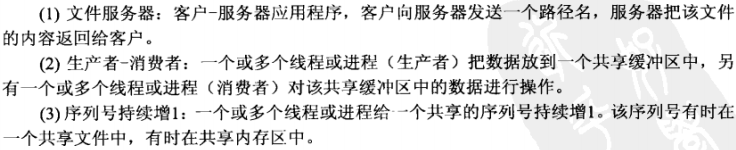 (1) 文件服务器：客户-服务器应用程序，客户向服务器发送一个路径名，服务器把该文件
的内容返回给客户。
(2) 生产者-消费者：一个或多个线程或进程（生产者）把数据放到一个共享缓冲区中，另
有一个或多个线程或进程（消费者）对该共享缓冲区中的数据进行操作。
(3) 序列号持续增1：一个或多个线程或进程给一个共享的序列号持续增1。该序列号有时在
一个共享文件中，有时在共享内存区中。